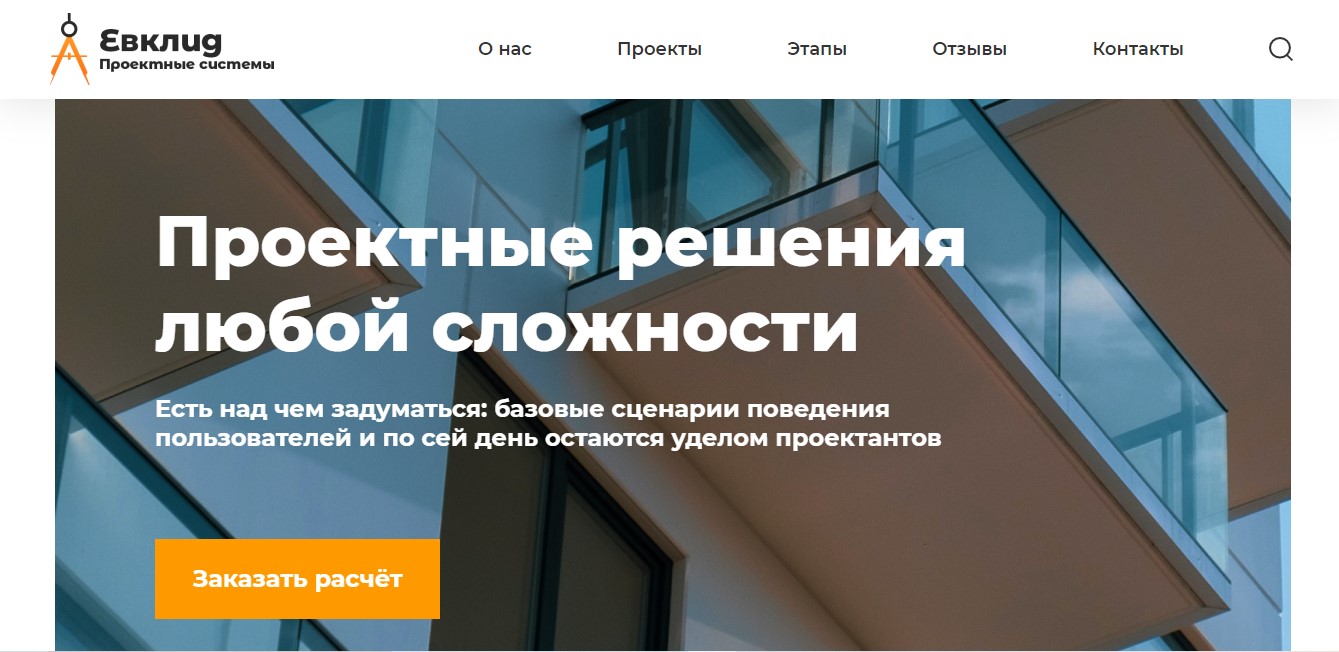 Евклид
Проектные системы
О нас
Проекты
Этапы
Отзывы
Контакты
Проектные решения
любой сложности
Есть над чем задуматься: базовые сценарии поведения
пользователей и по сей день остаются уделом проектантов
Заказать расчёт